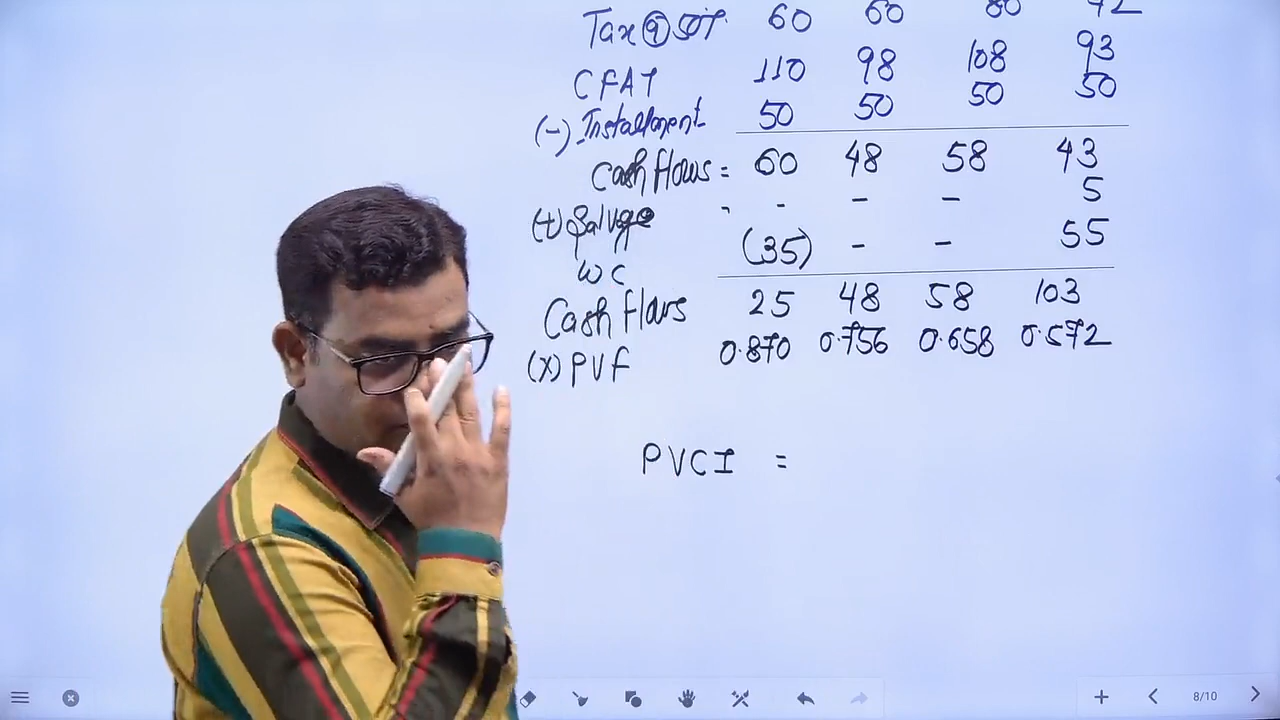 Tax @ 50% 60 60 80 92
CFAT 110 98 108 93
(-) Installment 50 50 50 50
Cash flows = 60 48 58 43
(+) Salvage - - - - 5
WC (35) - - 55
Cash flows 25 48 58 103
(x) PVF 0.870 0.756 0.658 0.572
PVCI =
8/10